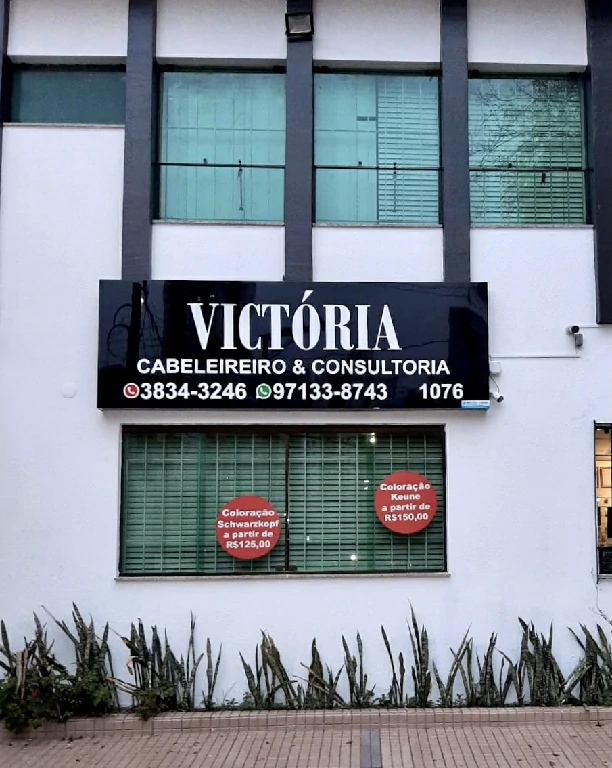 VICTÓRIA
CABELEIREIRO & CONSULTORIA
3834-3246 97133-8743 1076
Coloração
Keune
a partir de
R$150,00
Coloração
Schwarzkopf
a partir de
R$125,00